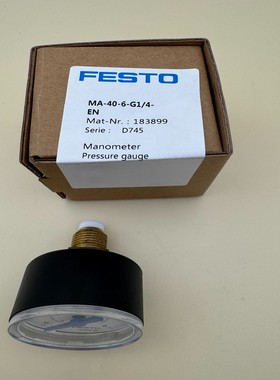 FESTO
MA-40-6-G1/4-
EN
Mat-Nr.: 183899
Serie: D745
Manometer
Pressure gauge